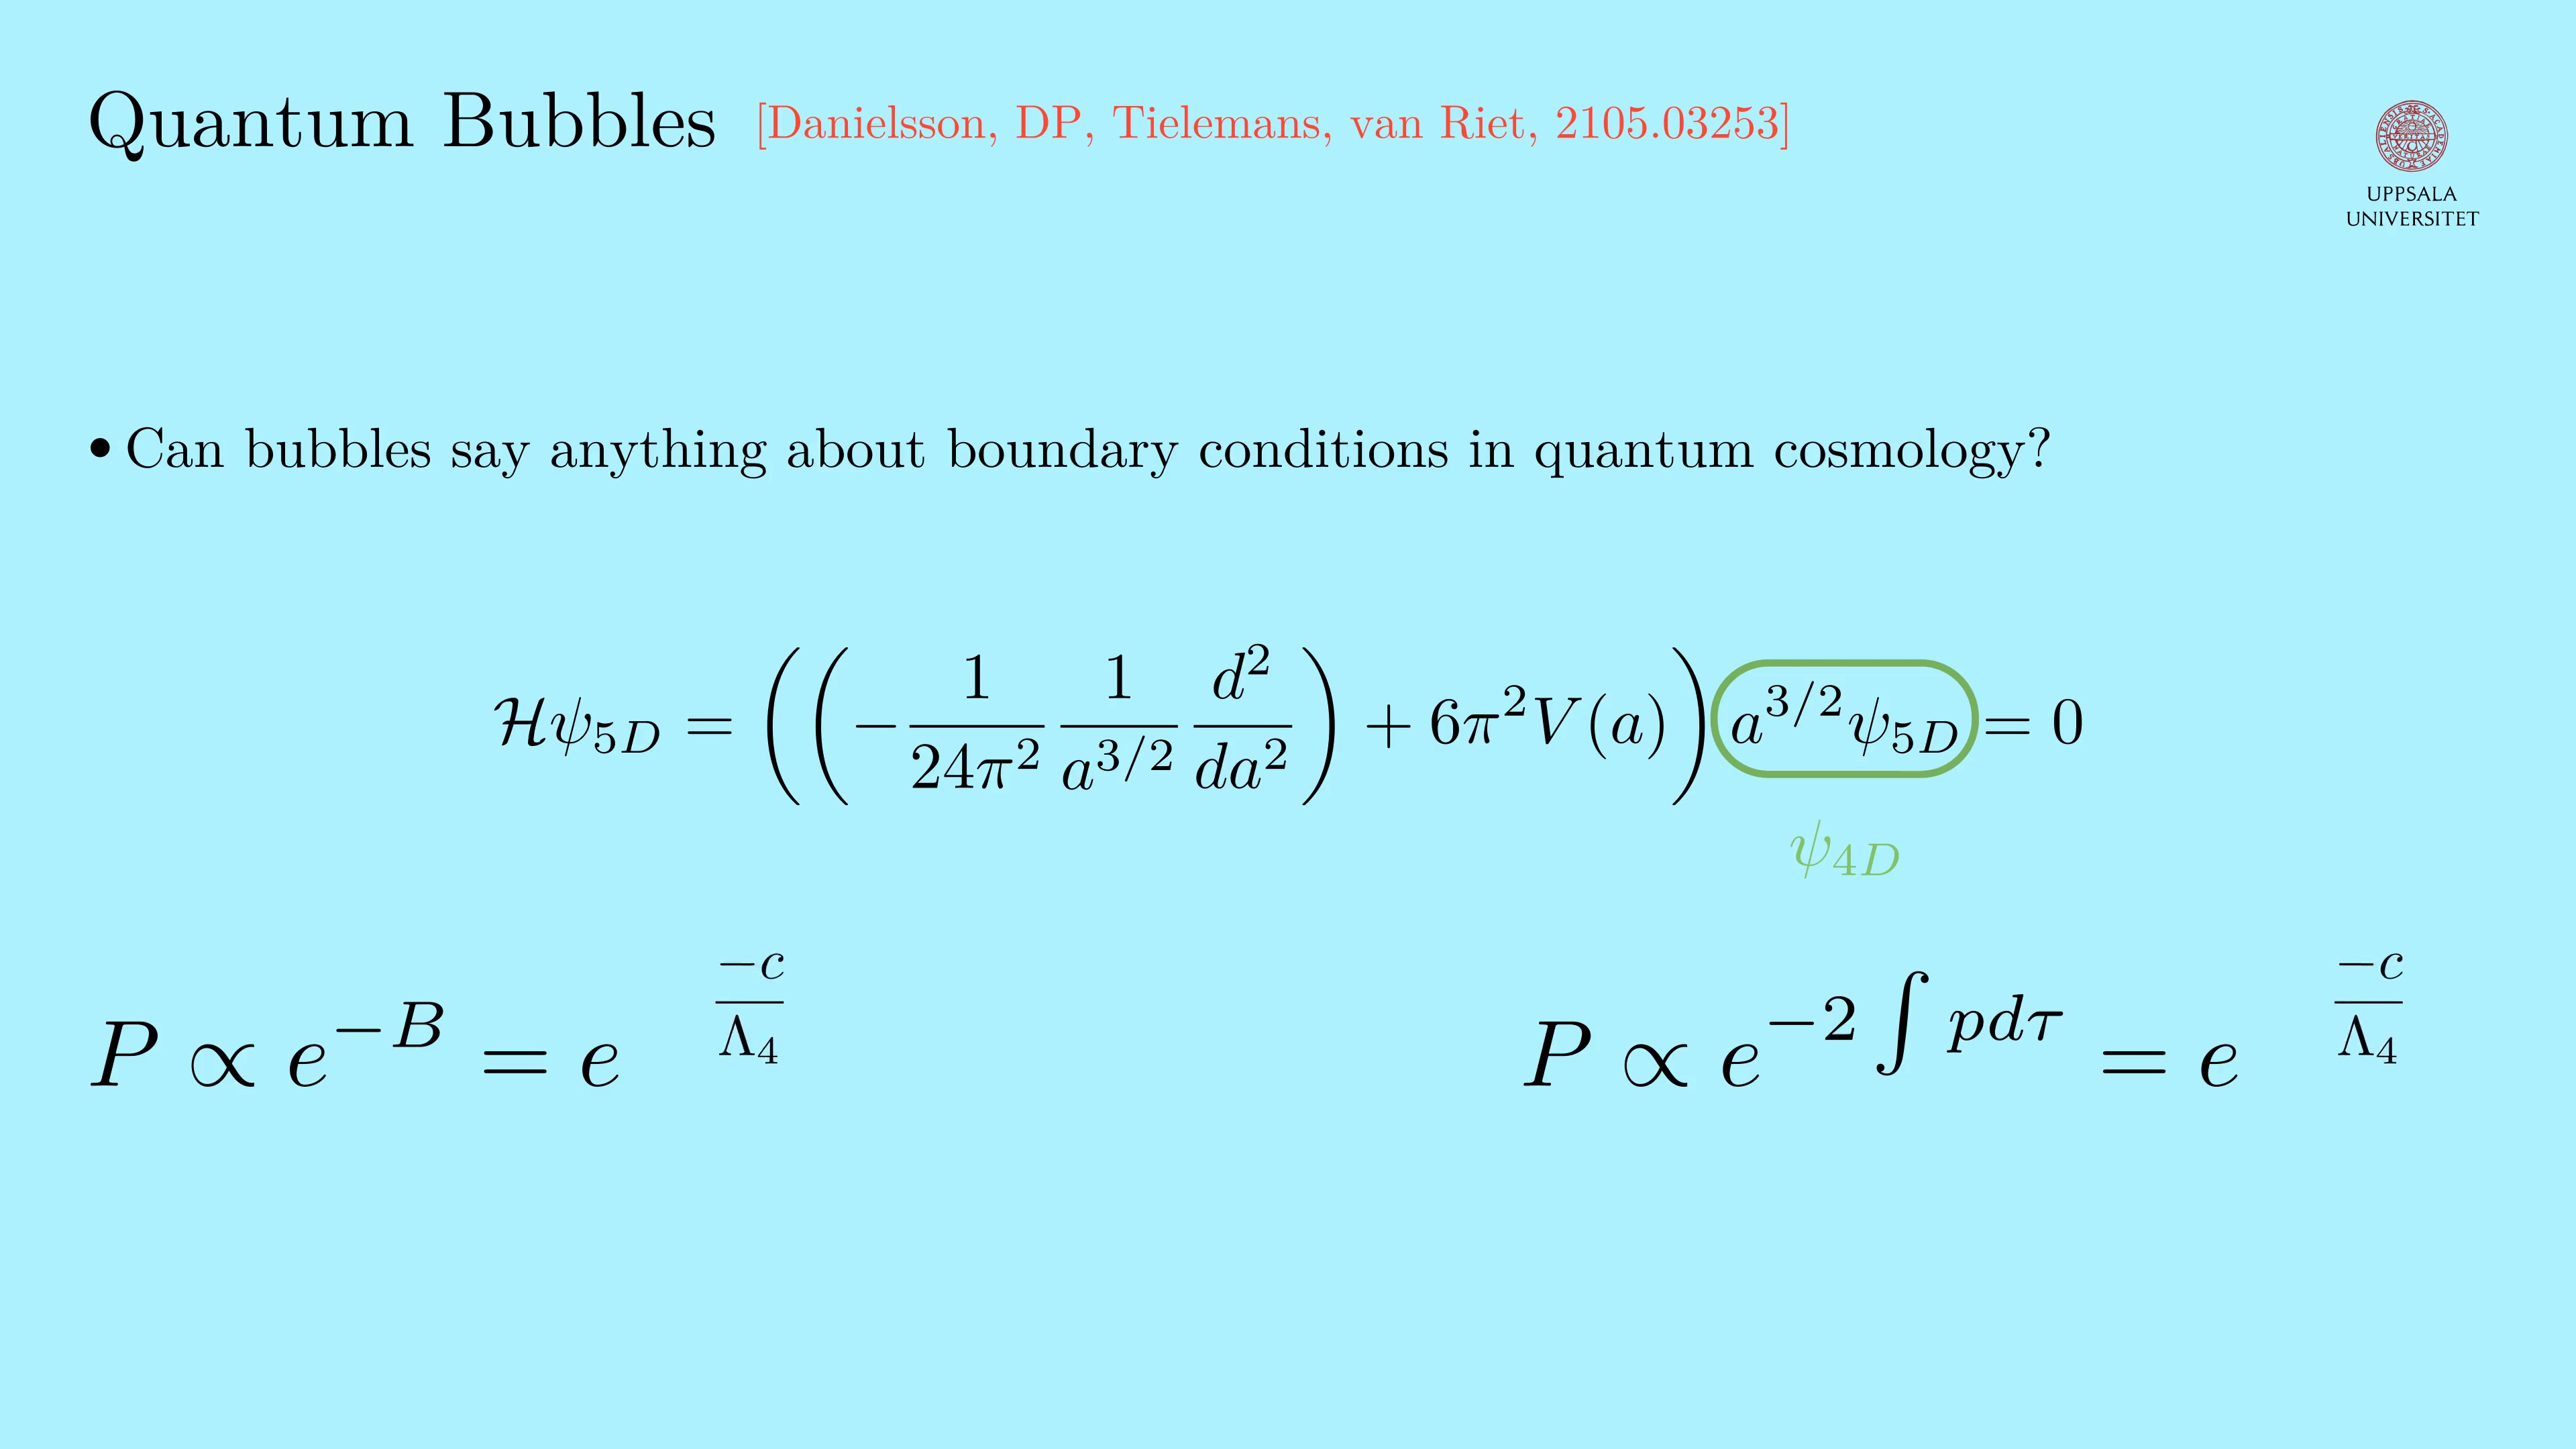 Quantum Bubbles [Danielsson, DP, Tielemans, van Riet, 2105.03253]
UPPSALA
UNIVERSITET
• Can bubbles say anything about boundary conditions in quantum cosmology?
$\mathcal{H}\psi_{5D} = \left(\left(-\frac{1}{24\pi^2}\frac{1}{a^{3/2}}\frac{d^2}{da^2}\right) + 6\pi^2 V(a)\right) a^{3/2}\psi_{5D} = 0$
$\psi_{4D}$
$P \propto e^{-B} = e^{\frac{-c}{\Lambda_4}}$
$P \propto e^{-2\int p d\tau} = e^{\frac{-c}{\Lambda_4}}$